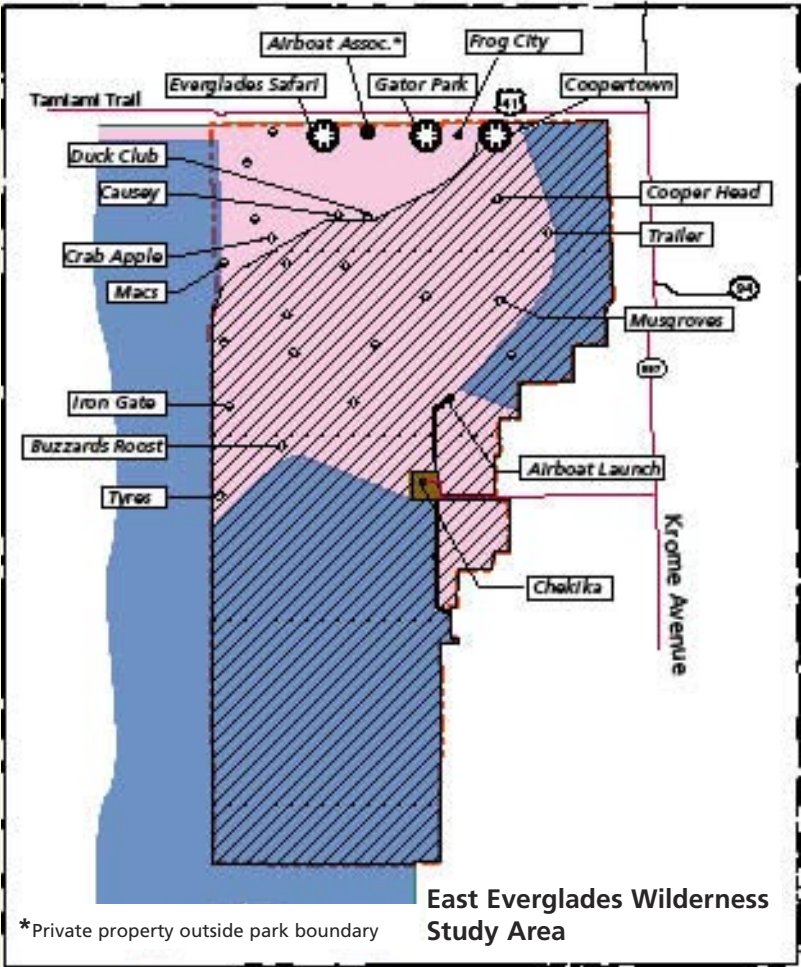 Airboat Assoc.*
Frog City
Everglades Safari
Gator Park
Coopertown
Tamiami Trail
41
Duck Club
Causey
Cooper Head
Crab Apple
Trailer
Macs
94
Musgroves
997
Iron Gate
Buzzards Roost
Airboat Launch
Tyres
Krome Avenue
Chekika
East Everglades Wilderness
Study Area
*Private property outside park boundary